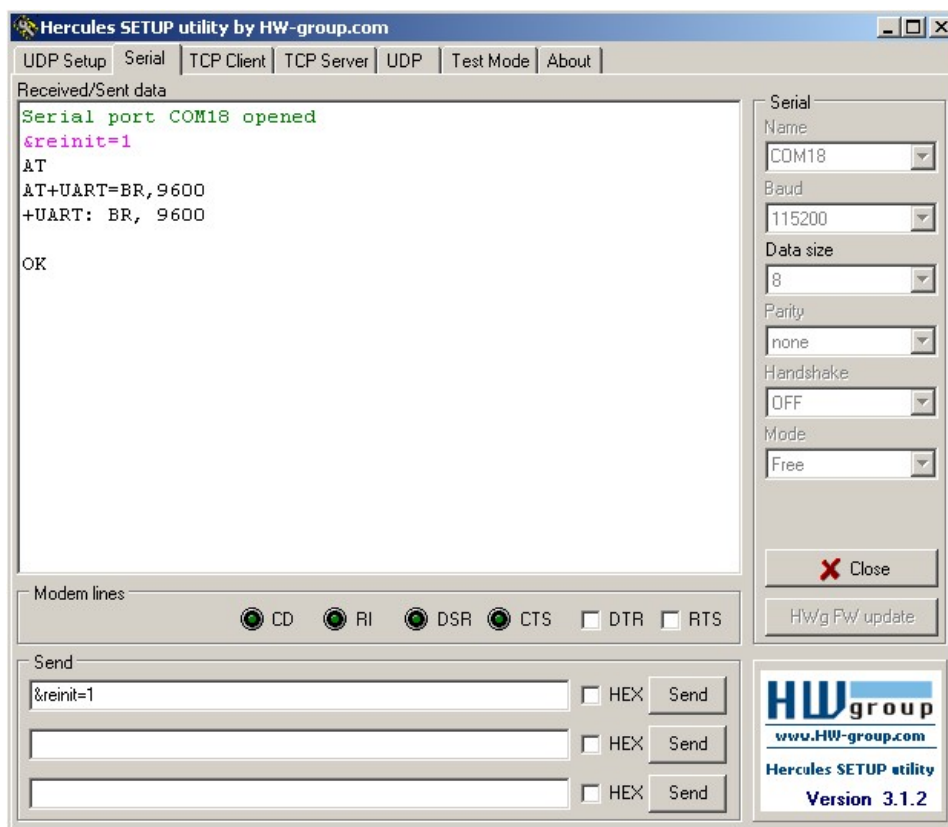 Hercules SETUP utility by HW-group.com
UDP Setup Serial TCP Client TCP Server UDP Test Mode About
Received/Sent data
Serial port COM18 opened
&reinit=1
AT
AT+UART=BR,9600
+UART: BR, 9600
OK
Serial
Name
COM18
Baud
115200
Data size
8
Parity
none
Handshake
OFF
Mode
Free
Close
HWg FW update
Modem lines
CD RI DSR CTS DTR RTS
Send
&reinit=1 HEX Send
HEX Send
HEX Send
HW group
www.HW-group.com
Hercules SETUP utility
Version 3.1.2